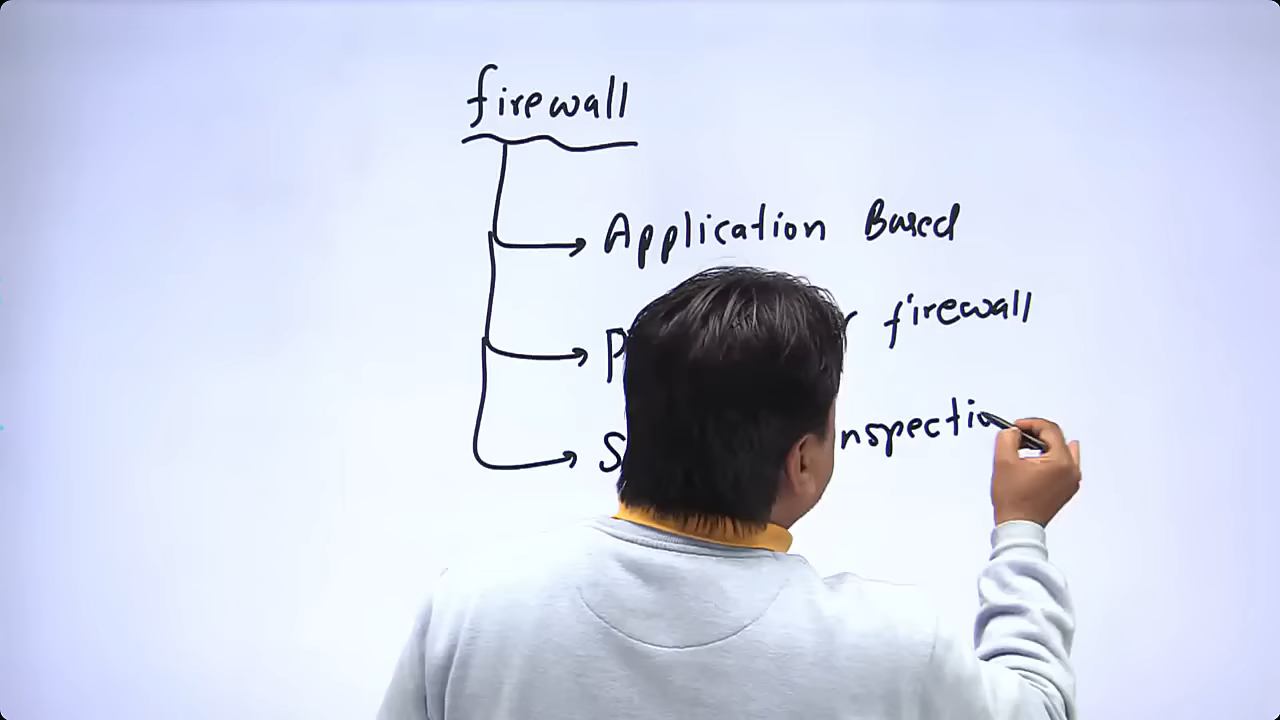 firewall
Application Based
firewall
nspectio